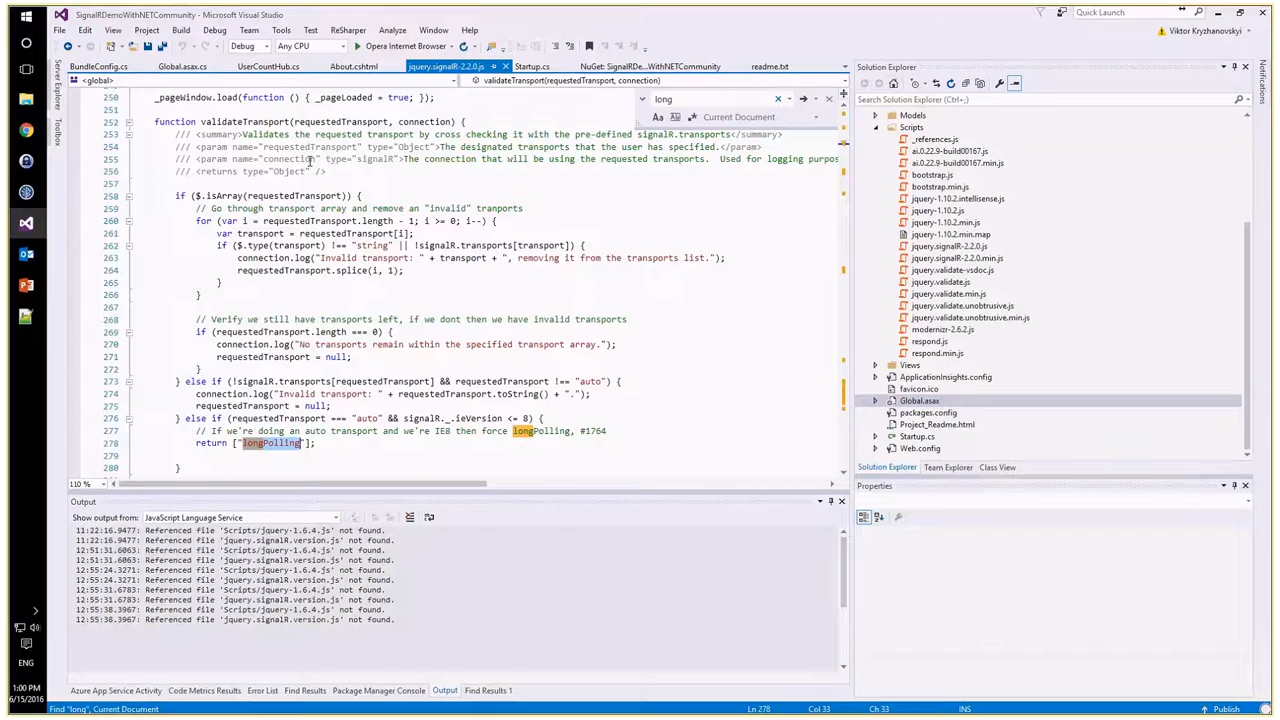 SignalRDemoWithNETCommunity - Microsoft Visual Studio
Quick Launch
File Edit View Project Build Debug Team Tools Test ReSharper Analyze Window Help
Viktor Kryzhanovskyi
Debug Any CPU Opera Internet Browser
BundleConfig.cs Global.asax.cs UserCountHub.cs About.cshtml jquery.signalR-2.2.0.js Startup.cs NuGet: SignalRDe...WithNETCommunity readme.txt
<global> validateTransport(requestedTransport, connection)
Server Explorer
Toolbox
long
Aa Current Document
250 _pageWindow.load(function () { _pageLoaded = true; });
251
252 function validateTransport(requestedTransport, connection) {
253 /// <summary>Validates the requested transport by cross checking it with the pre-defined signalR.transports</summary>
254 /// <param name="requestedTransport" type="Object">The designated transports that the user has specified.</param>
255 /// <param name="connection" type="signalR">The connection that will be using the requested transports.  Used for logging purpos
256 /// <returns type="Object" />
258 if ($.isArray(requestedTransport)) {
259 // Go through transport array and remove an "invalid" tranports
260 for (var i = requestedTransport.length - 1; i >= 0; i--) {
261 var transport = requestedTransport[i];
262 if ($.type(transport) !== "string" || !signalR.transports[transport]) {
263 connection.log("Invalid transport: " + transport + ", removing it from the transports list.");
264 requestedTransport.splice(i, 1);
265 }
266 }
267
268 // Verify we still have transports left, if we dont then we have invalid transports
269 if (requestedTransport.length === 0) {
270 connection.log("No transports remain within the specified transport array.");
271 requestedTransport = null;
272 }
273 } else if (!signalR.transports[requestedTransport] && requestedTransport !== "auto") {
274 connection.log("Invalid transport: " + requestedTransport.toString() + ".");
275 requestedTransport = null;
276 } else if (requestedTransport === "auto" && signalR._.ieVersion <= 8) {
277 // If we're doing an auto transport and we're IE8 then force longPolling, #1764
278 return ["longPolling"];
279
280 }
110 %
Output
Show output from: JavaScript Language Service
11:22:16.9477: Referenced file 'Scripts/jquery-1.6.4.js' not found.
11:22:16.9477: Referenced file 'jquery.signalR.version.js' not found.
12:51:31.6063: Referenced file 'Scripts/jquery-1.6.4.js' not found.
12:51:31.6063: Referenced file 'jquery.signalR.version.js' not found.
12:55:24.3271: Referenced file 'Scripts/jquery-1.6.4.js' not found.
12:55:24.3271: Referenced file 'jquery.signalR.version.js' not found.
12:55:31.6783: Referenced file 'Scripts/jquery-1.6.4.js' not found.
12:55:31.6783: Referenced file 'jquery.signalR.version.js' not found.
12:55:38.3967: Referenced file 'Scripts/jquery-1.6.4.js' not found.
12:55:38.3967: Referenced file 'jquery.signalR.version.js' not found.
Azure App Service Activity Code Metrics Results Error List Find Results Package Manager Console Output Find Results 1
Solution Explorer
Search Solution Explorer (Ctrl+;)
Models
Scripts
_references.js
ai.0.22.9-build00167.js
ai.0.22.9-build00167.min.js
bootstrap.js
bootstrap.min.js
jquery-1.10.2.intellisense.js
jquery-1.10.2.js
jquery-1.10.2.min.js
jquery-1.10.2.min.map
jquery.signalR-2.2.0.js
jquery.signalR-2.2.0.min.js
jquery.validate-vsdoc.js
jquery.validate.js
jquery.validate.min.js
jquery.validate.unobtrusive.js
jquery.validate.unobtrusive.min.js
modernizr-2.6.2.js
respond.js
respond.min.js
Views
ApplicationInsights.config
favicon.ico
Global.asax
packages.config
Project_Readme.html
Startup.cs
Web.config
Solution Explorer Team Explorer Class View
Properties
Notifications
ENG
1:00 PM
6/15/2016
Find "long", Current Document Ln 278 Col 33 Ch 33 INS Publish